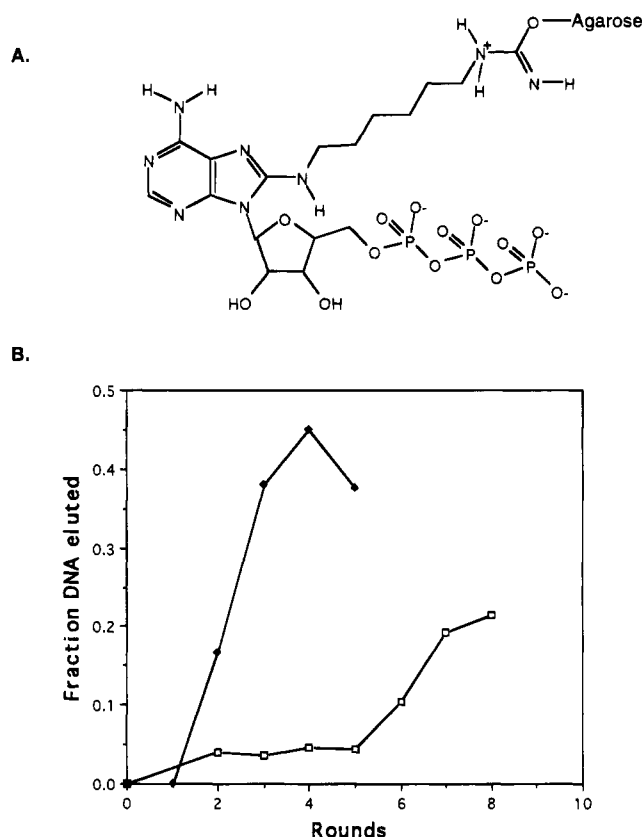 A.
O—Agarose
H
N+
H
N
H
H
H
N
N
N
N
N
N
N
H
O
O
O
P
O-
O-
O
O
P
O-
O
O
P
O-
O-
HO
OH
B.
0.5
0.4
0.3
0.2
0.1
0.0
Fraction DNA eluted
0
2
4
6
8
10
Rounds